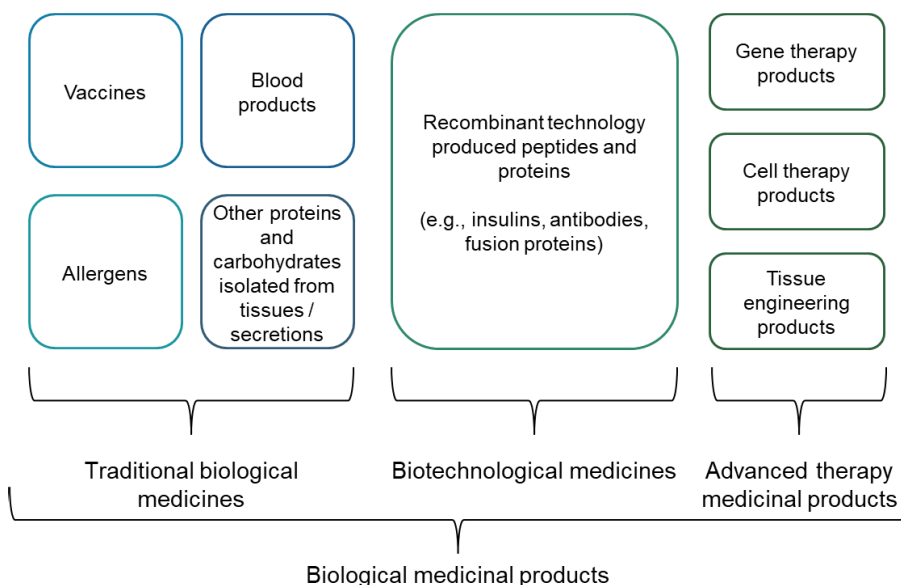 Vaccines
Blood
products
Allergens
Other proteins
and
carbohydrates
isolated from
tissues /
secretions
Recombinant technology
produced peptides and
proteins
(e.g., insulins, antibodies,
fusion proteins)
Gene therapy
products
Cell therapy
products
Tissue
engineering
products
Traditional biological
medicines
Biotechnological medicines
Advanced therapy
medicinal products
Biological medicinal products